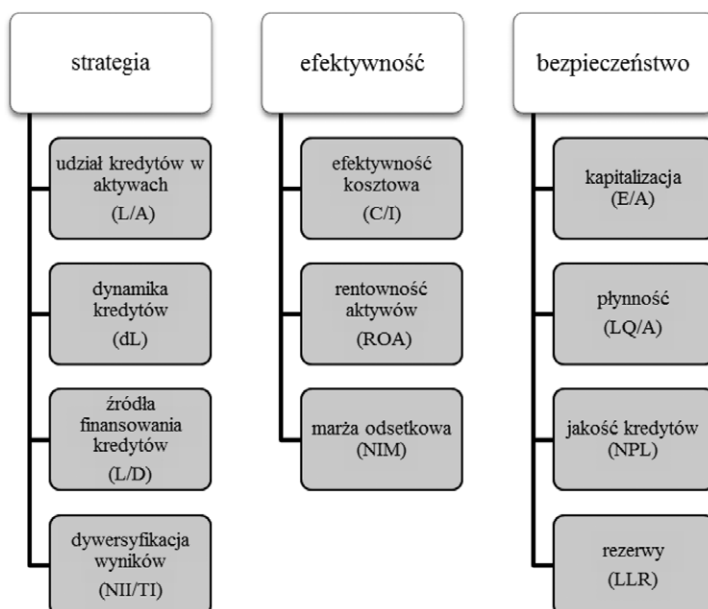 strategia
udział kredytów w
aktywach
(L/A)
dynamika
kredytów
(dL)
źródła
finansowania
kredytów
(L/D)
dywersyfikacja
wyników
(NII/TI)
efektywność
efektywność
kosztowa
(C/I)
rentowność
aktywów
(ROA)
marża odsetkowa
(NIM)
bezpieczeństwo
kapitalizacja
(E/A)
płynność
(LQ/A)
jakość kredytów
(NPL)
rezerwy
(LLR)